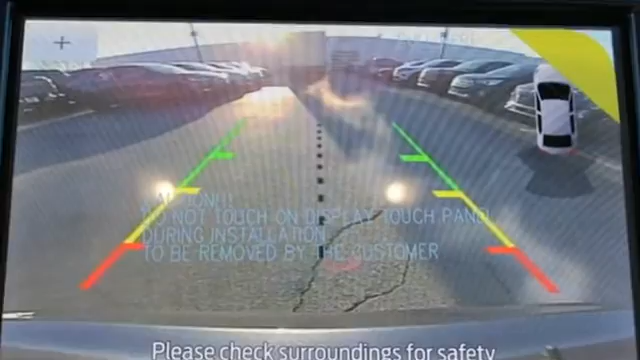 DO NOT TOUCH ON DISPLAY TOUCH PANEL
DURING INSTALLATION
TO BE REMOVED BY THE CUSTOMER
Please check surroundings for safety